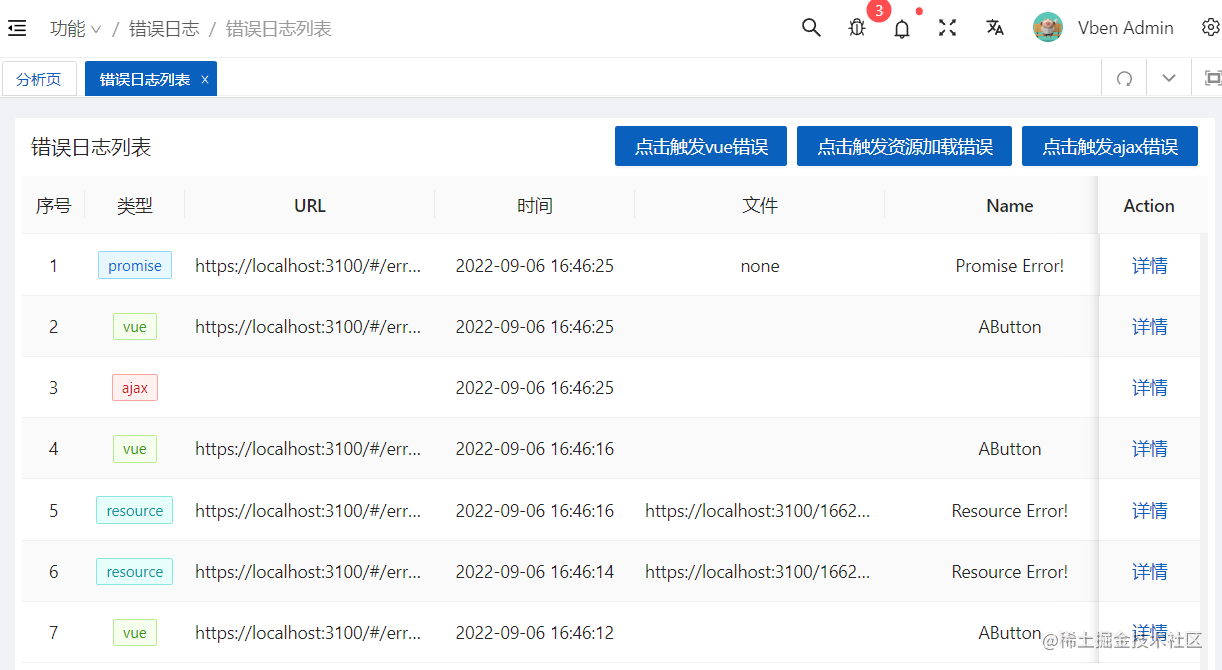 功能 / 错误日志 / 错误日志列表 3 Vben Admin
分析页 错误日志列表 ×
错误日志列表 点击触发vue错误 点击触发资源加载错误 点击触发ajax错误
序号 类型 URL 时间 文件 Name Action
1 promise https://localhost:3100/#/err... 2022-09-06 16:46:25 none Promise Error! 详情
2 vue https://localhost:3100/#/err... 2022-09-06 16:46:25 AButton 详情
3 ajax 2022-09-06 16:46:25 详情
4 vue https://localhost:3100/#/err... 2022-09-06 16:46:16 AButton 详情
5 resource https://localhost:3100/#/err... 2022-09-06 16:46:16 https://localhost:3100/1662... Resource Error! 详情
6 resource https://localhost:3100/#/err... 2022-09-06 16:46:14 https://localhost:3100/1662... Resource Error! 详情
7 vue https://localhost:3100/#/err... 2022-09-06 16:46:12 AButton 详情
@稀土掘金技术社区